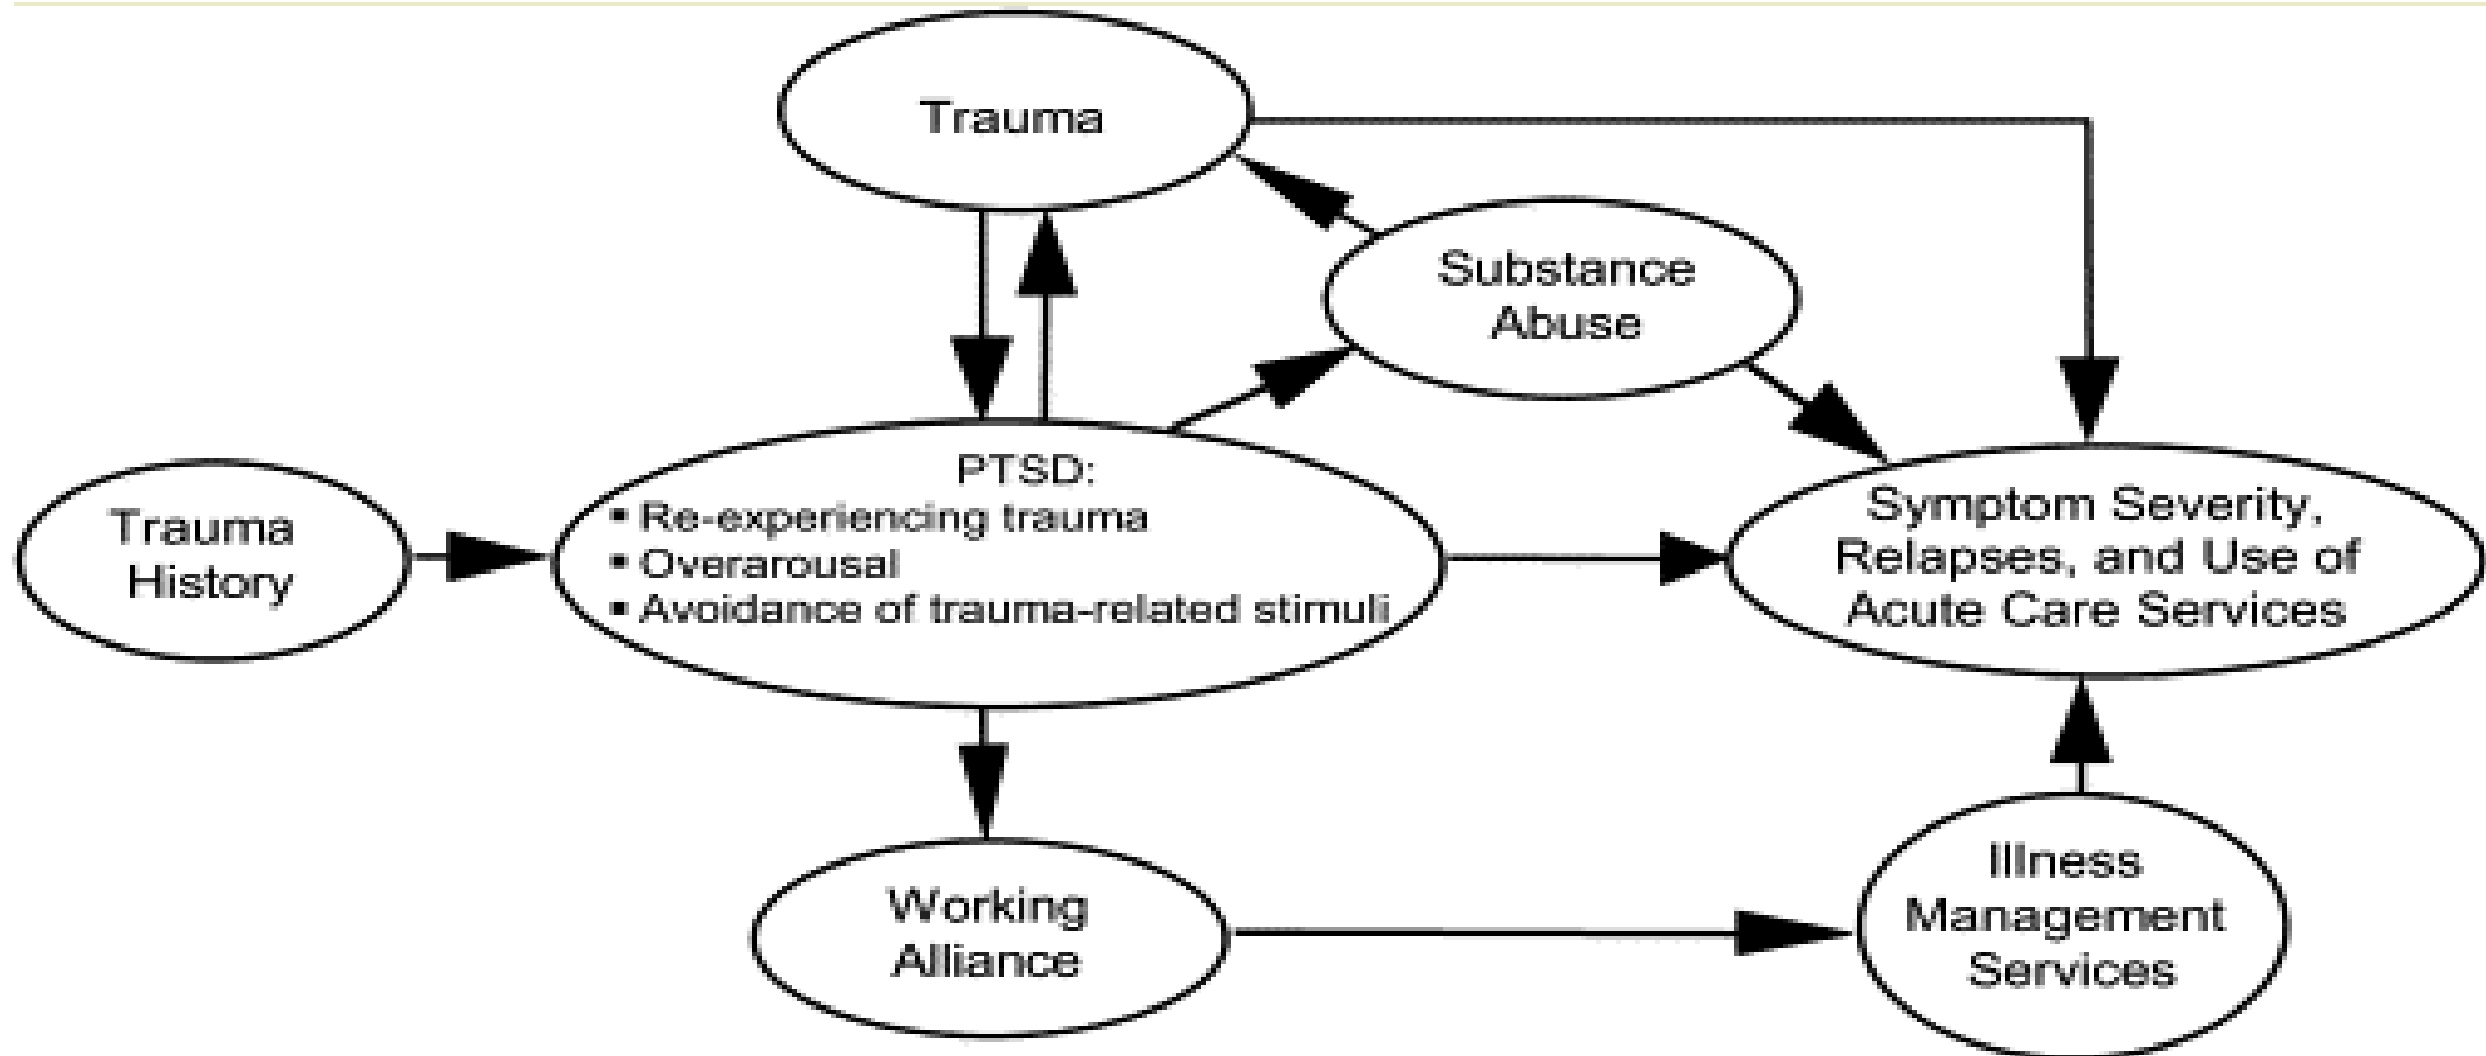 Trauma
Substance
Abuse
Trauma
History
PTSD:
▪ Re-experiencing trauma
▪ Overarousal
▪ Avoidance of trauma-related stimuli
Symptom Severity,
Relapses, and Use of
Acute Care Services
Working
Alliance
Illness
Management
Services